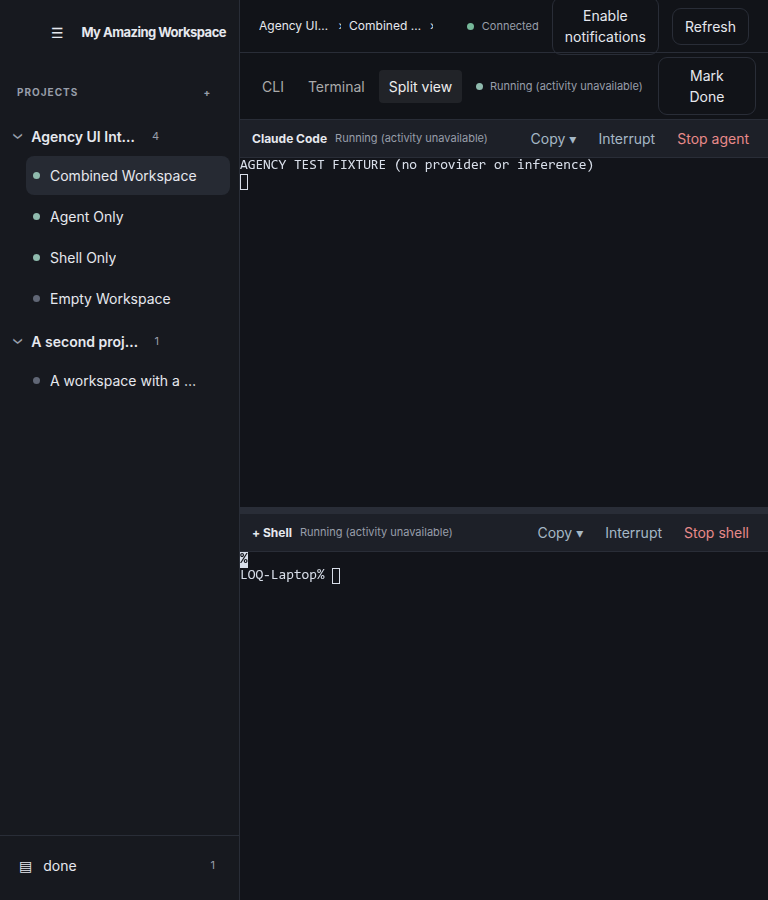 ☰ My Amazing Workspace
PROJECTS +
Agency UI Int... 4
Combined Workspace
Agent Only
Shell Only
Empty Workspace
A second proj... 1
A workspace with a ...
done 1
Agency UI... › Combined ... › Connected
Enable
notifications
Refresh
CLI Terminal Split view Running (activity unavailable)
Mark
Done
Claude Code Running (activity unavailable) Copy ▾ Interrupt Stop agent
AGENCY TEST FIXTURE (no provider or inference)
+ Shell Running (activity unavailable) Copy ▾ Interrupt Stop shell
%
LOQ-Laptop%